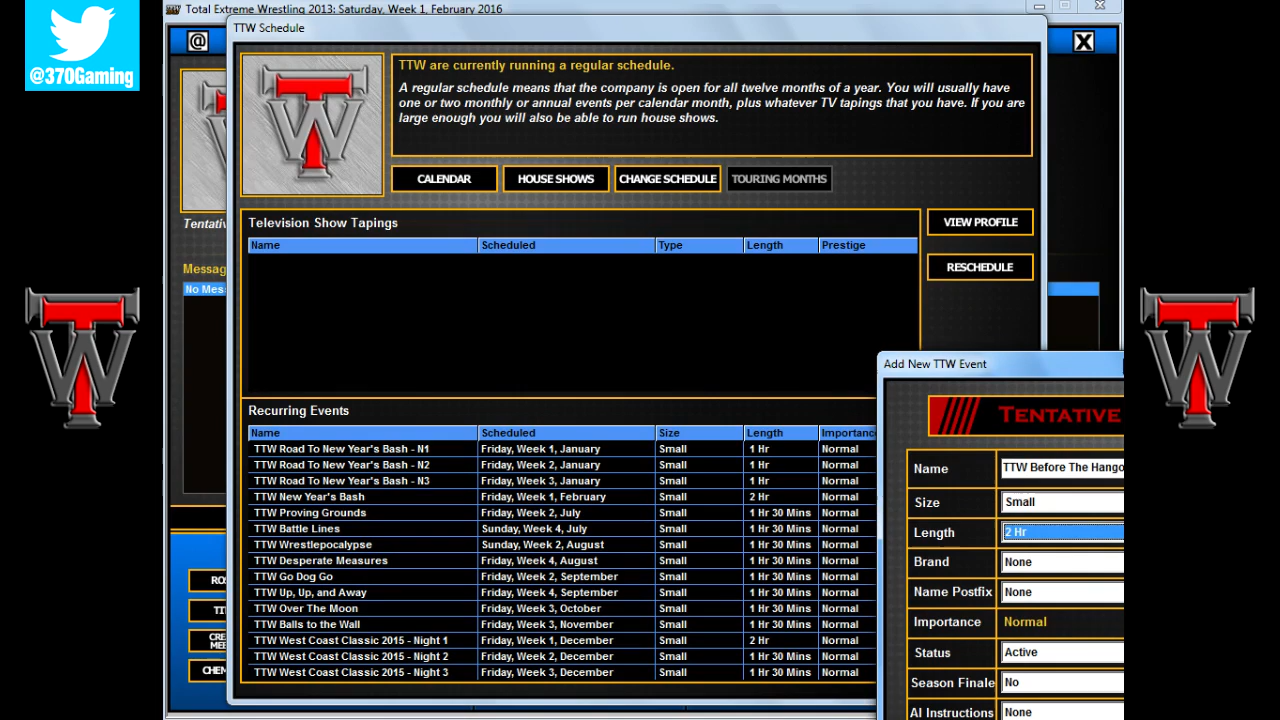 Total Extreme Wrestling 2013: Saturday, Week 1, February 2016
@370Gaming
@
X
TTW Schedule
TTW are currently running a regular schedule.
A regular schedule means that the company is open for all twelve months of a year. You will usually have
one or two monthly or annual events per calendar month, plus whatever TV tapings that you have. If you are
large enough you will also be able to run house shows.
CALENDAR HOUSE SHOWS CHANGE SCHEDULE TOURING MONTHS
Tentativ
Messag
No Mes
Television Show Tapings
Name Scheduled Type Length Prestige
VIEW PROFILE
RESCHEDULE
Recurring Events
Name Scheduled Size Length Importanc
TTW Road To New Year's Bash - N1 Friday, Week 1, January Small 1 Hr Normal
TTW Road To New Year's Bash - N2 Friday, Week 2, January Small 1 Hr Normal
TTW Road To New Year's Bash - N3 Friday, Week 3, January Small 1 Hr Normal
TTW New Year's Bash Friday, Week 1, February Small 2 Hr Normal
TTW Proving Grounds Friday, Week 2, July Small 1 Hr 30 Mins Normal
TTW Battle Lines Sunday, Week 4, July Small 1 Hr 30 Mins Normal
TTW Wrestlepocalypse Sunday, Week 2, August Small 1 Hr 30 Mins Normal
TTW Desperate Measures Friday, Week 4, August Small 1 Hr 30 Mins Normal
TTW Go Dog Go Friday, Week 2, September Small 1 Hr 30 Mins Normal
TTW Up, Up, and Away Friday, Week 4, September Small 1 Hr 30 Mins Normal
TTW Over The Moon Friday, Week 3, October Small 1 Hr 30 Mins Normal
TTW Balls to the Wall Friday, Week 3, November Small 1 Hr 30 Mins Normal
TTW West Coast Classic 2015 - Night 1 Friday, Week 1, December Small 2 Hr Normal
TTW West Coast Classic 2015 - Night 2 Friday, Week 2, December Small 1 Hr 30 Mins Normal
TTW West Coast Classic 2015 - Night 3 Friday, Week 3, December Small 1 Hr 30 Mins Normal
ROS
TIT
CRE
MEE
CHEM
Add New TTW Event
TENTATIVE
Name TTW Before The Hango
Size Small
Length 2 Hr
Brand None
Name Postfix None
Importance Normal
Status Active
Season Finale No
AI Instructions None